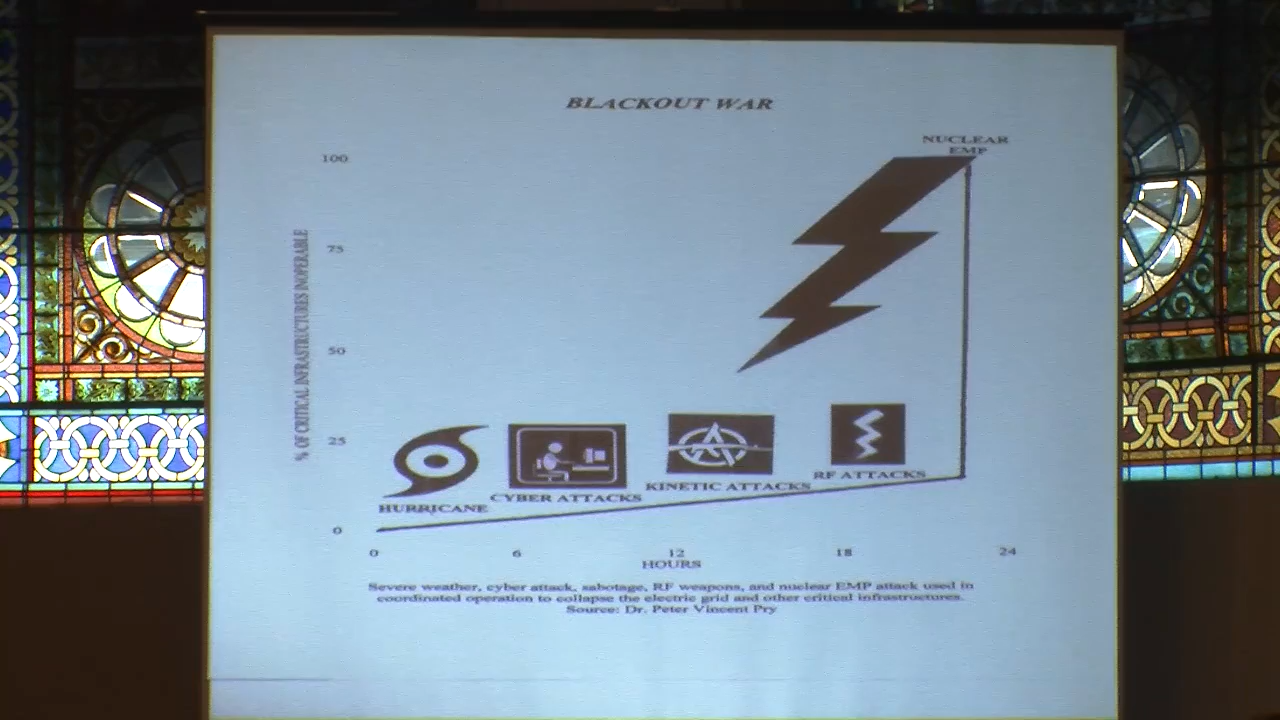 BLACKOUT WAR
NUCLEAR
EMP
100
75
50
25
0
% OF CRITICAL INFRASTRUCTURES INOPERABLE
HURRICANE
CYBER ATTACKS
KINETIC ATTACKS
RF ATTACKS
0 6 12 18 24
HOURS
Severe weather, cyber attack, sabotage, RF weapons, and nuclear EMP attack used in
coordinated operation to collapse the electric grid and other critical infrastructures.
Source: Dr. Peter Vincent Pry